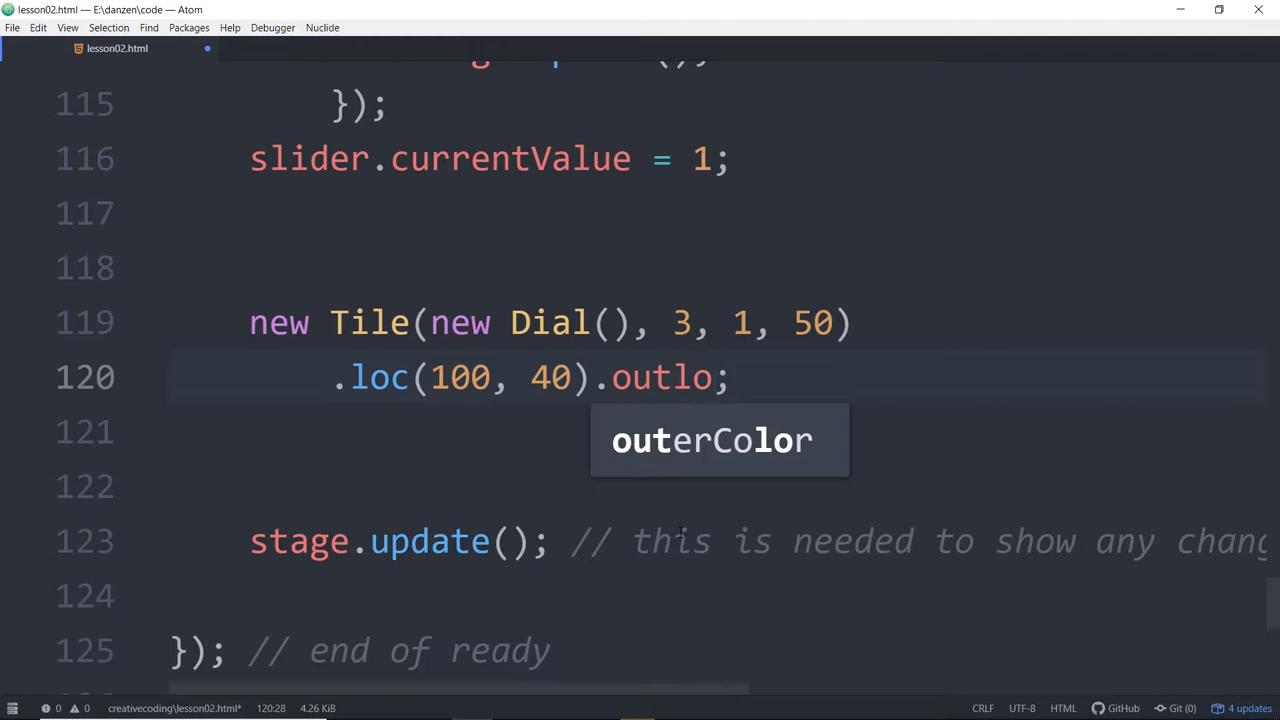 lesson02.html — E:\danzen\code — Atom
File Edit View Selection Find Packages Help Debugger Nuclide
lesson02.html
115 });
116 slider.currentValue = 1;
117
118
119 new Tile(new Dial(), 3, 1, 50)
120 .loc(100, 40).outlo;
121 outerColor
122
123 stage.update(); // this is needed to show any chang
124
125 }); // end of ready
0 0 creativecoding\lesson02.html* 120:28 4.26 KiB CRLF UTF-8 HTML GitHub Git (0) 4 updates